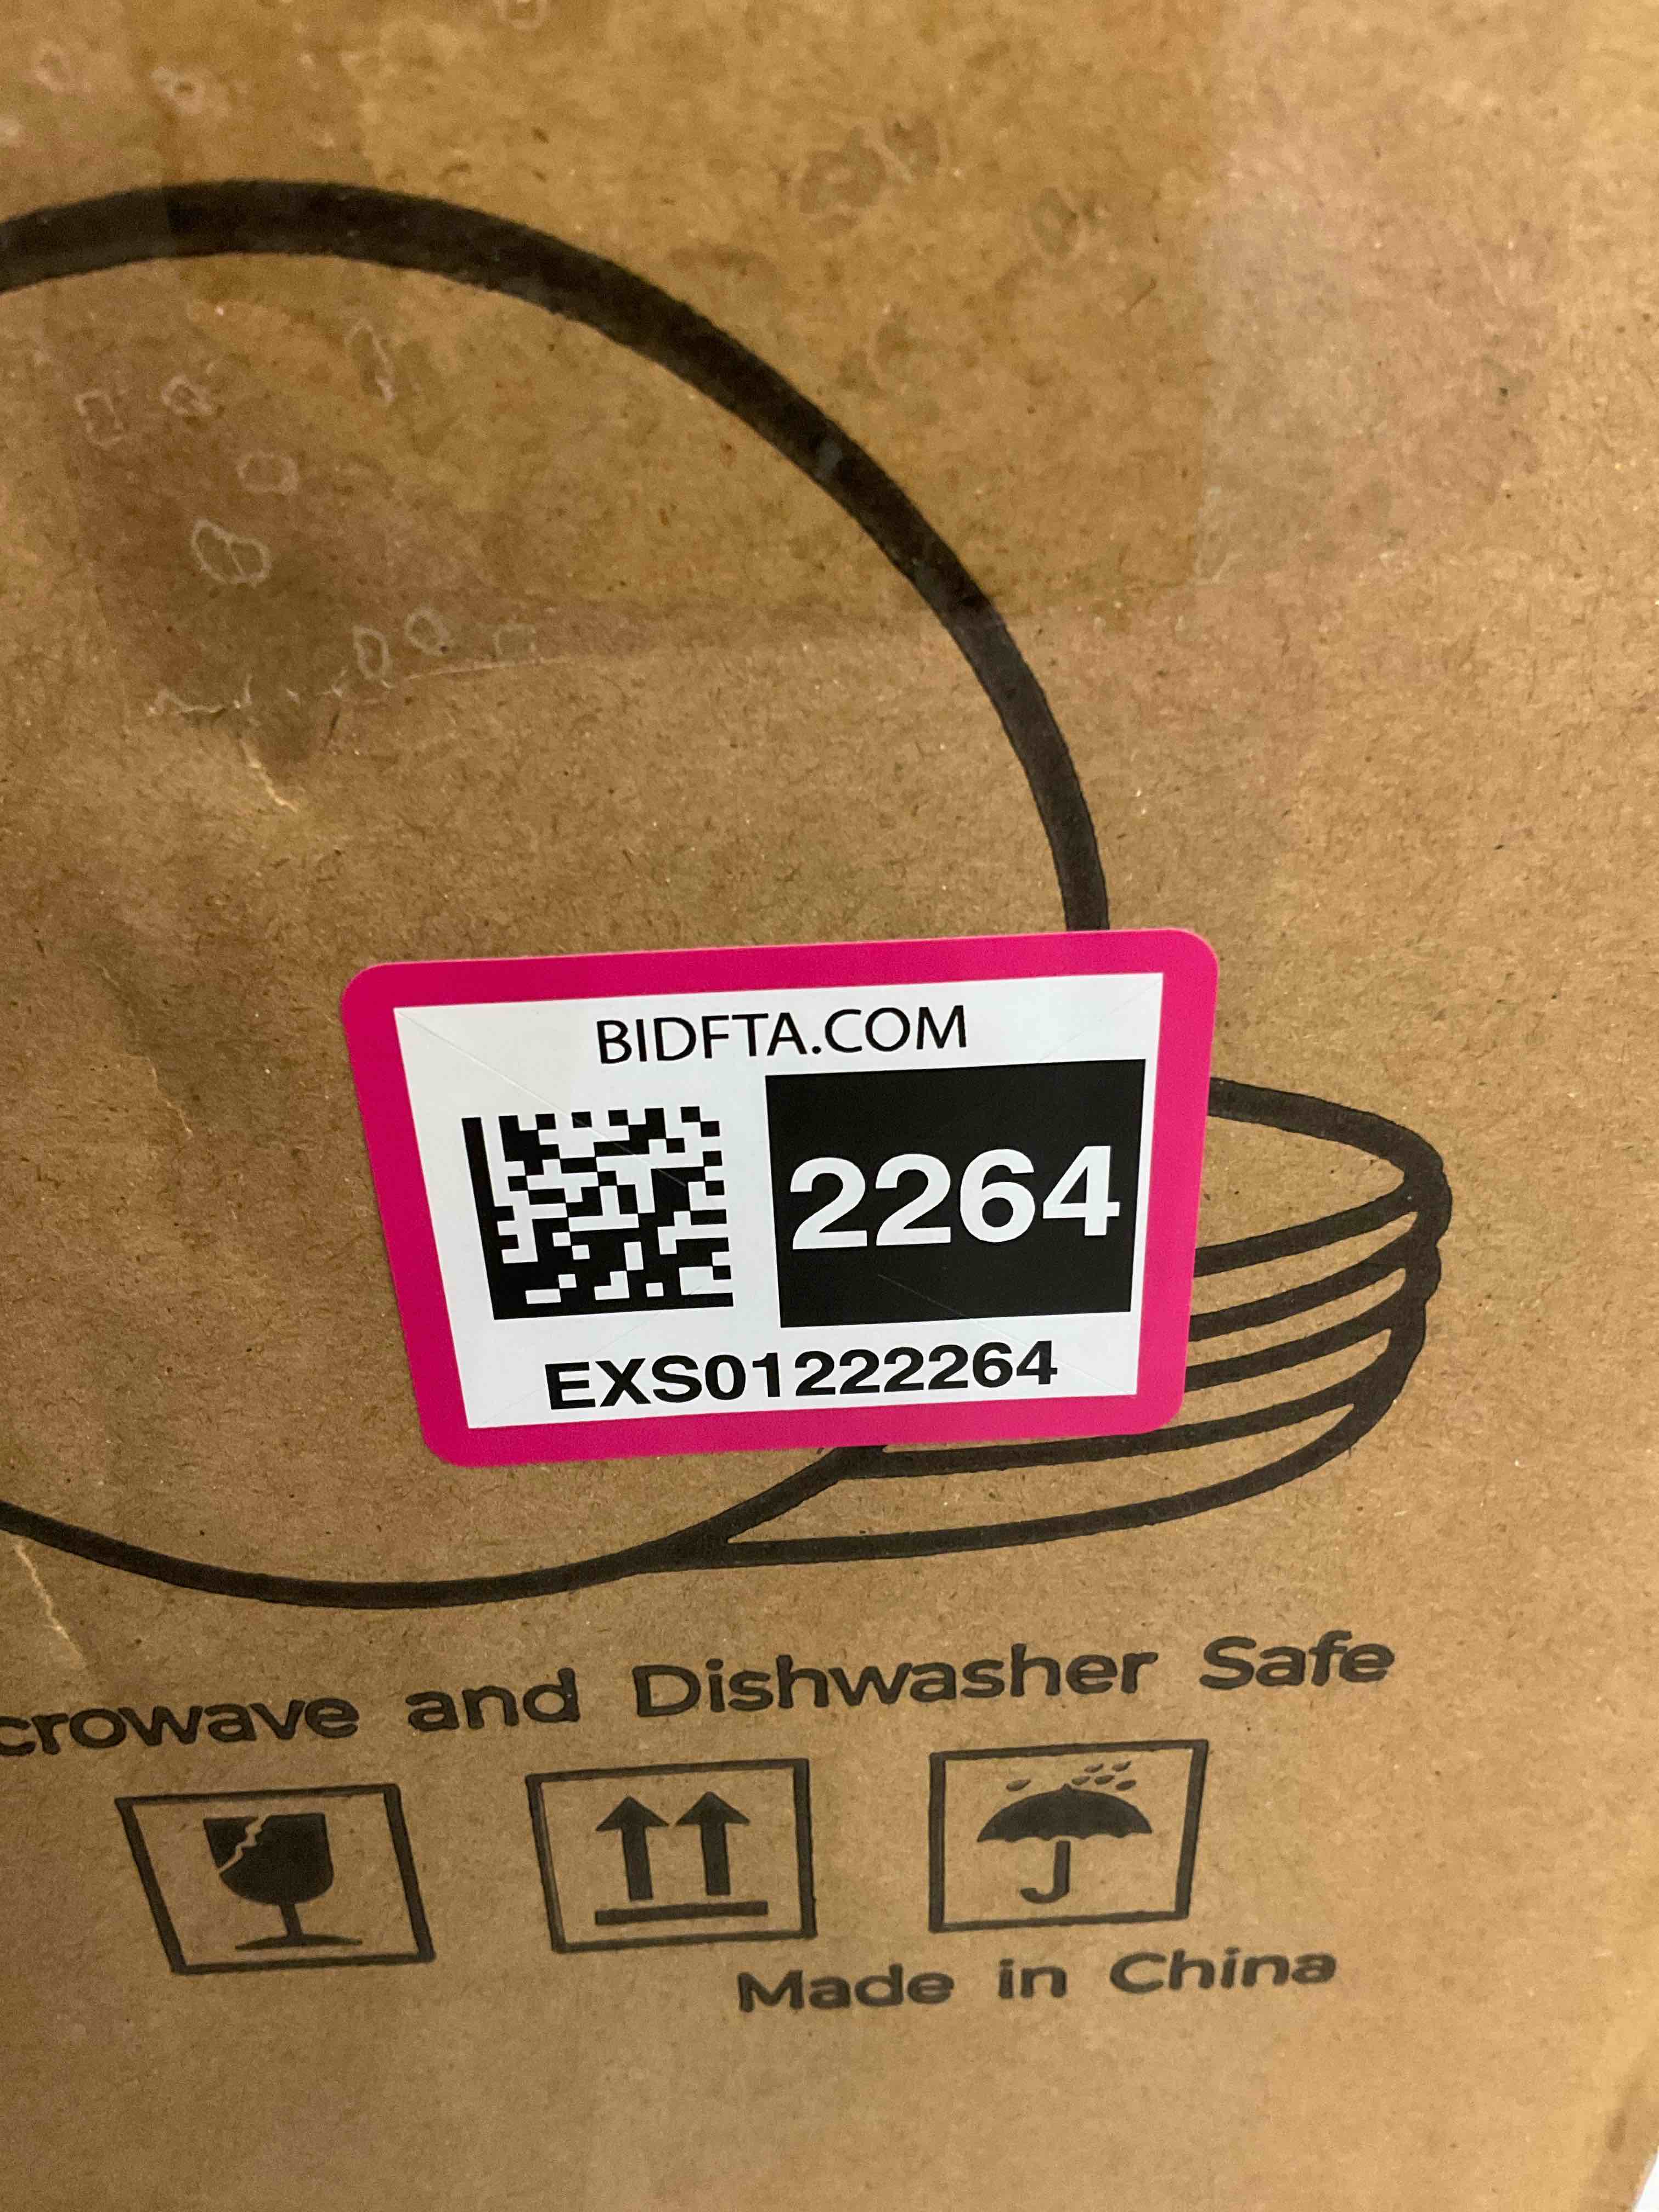 BIDFTA.COM
2264
EXS01222264
crowave and Dishwasher Safe
Made in China